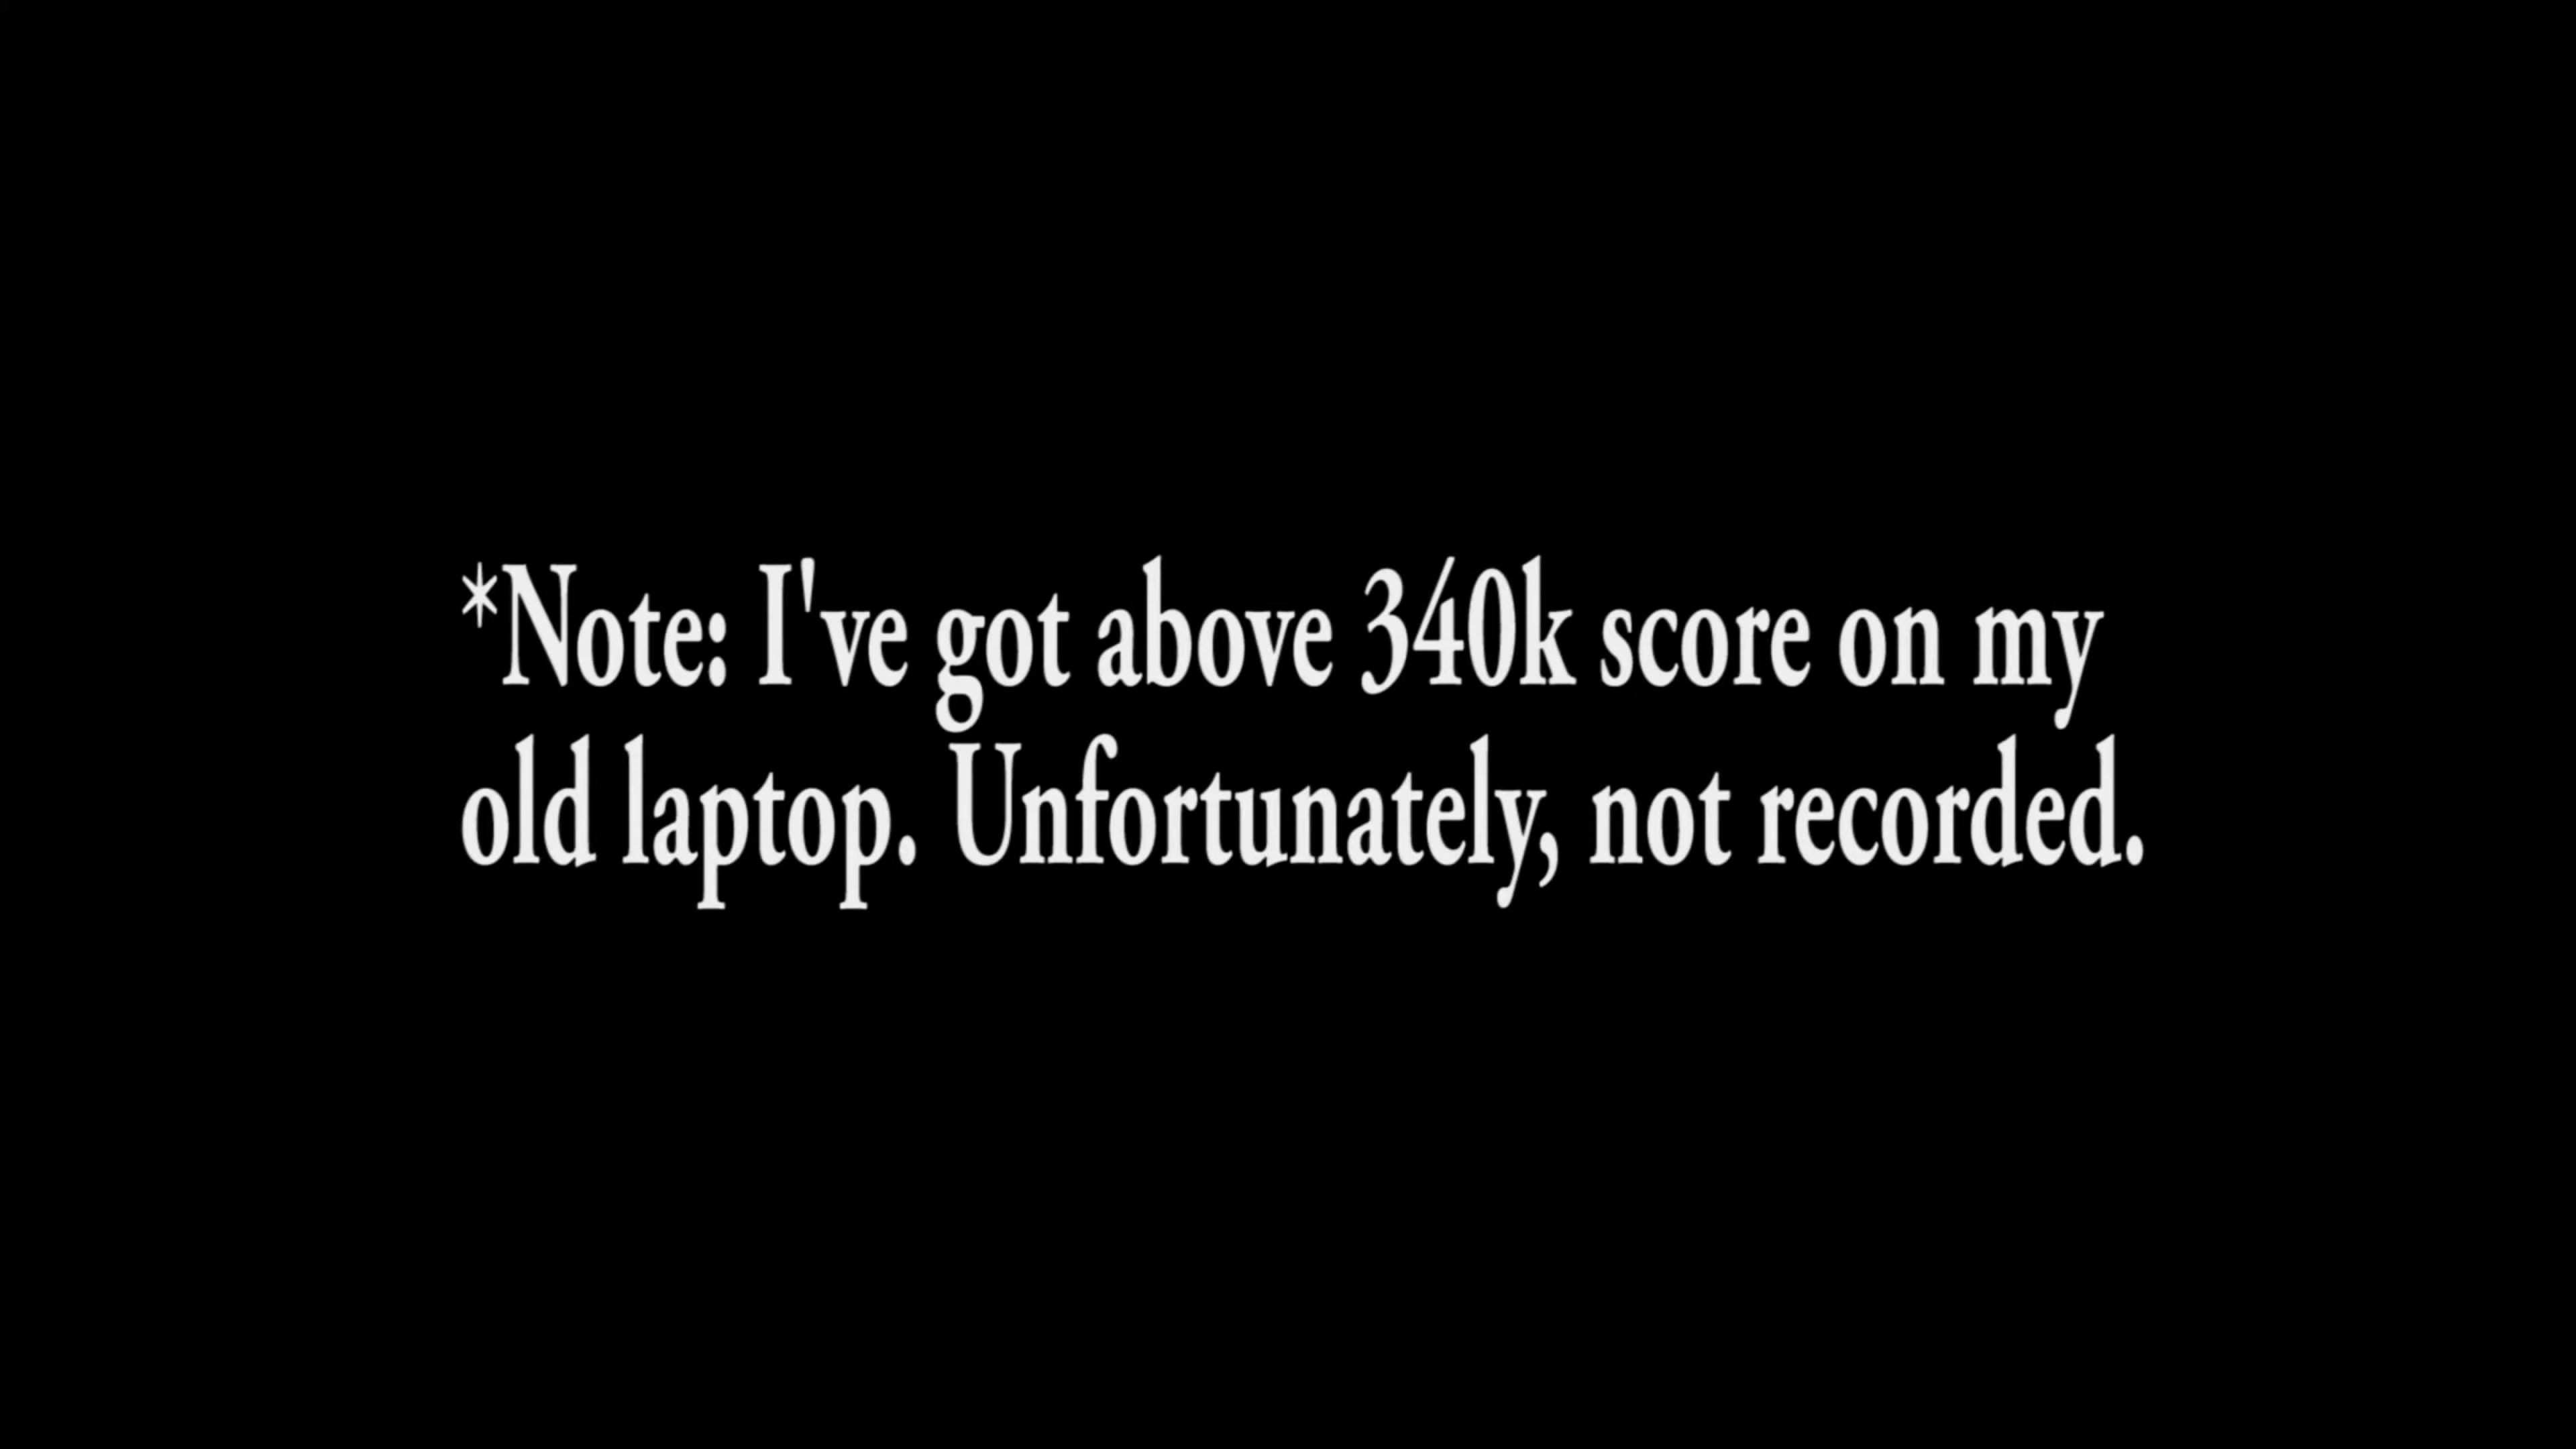 *Note: I've got above 340k score on my
old laptop. Unfortunately, not recorded.